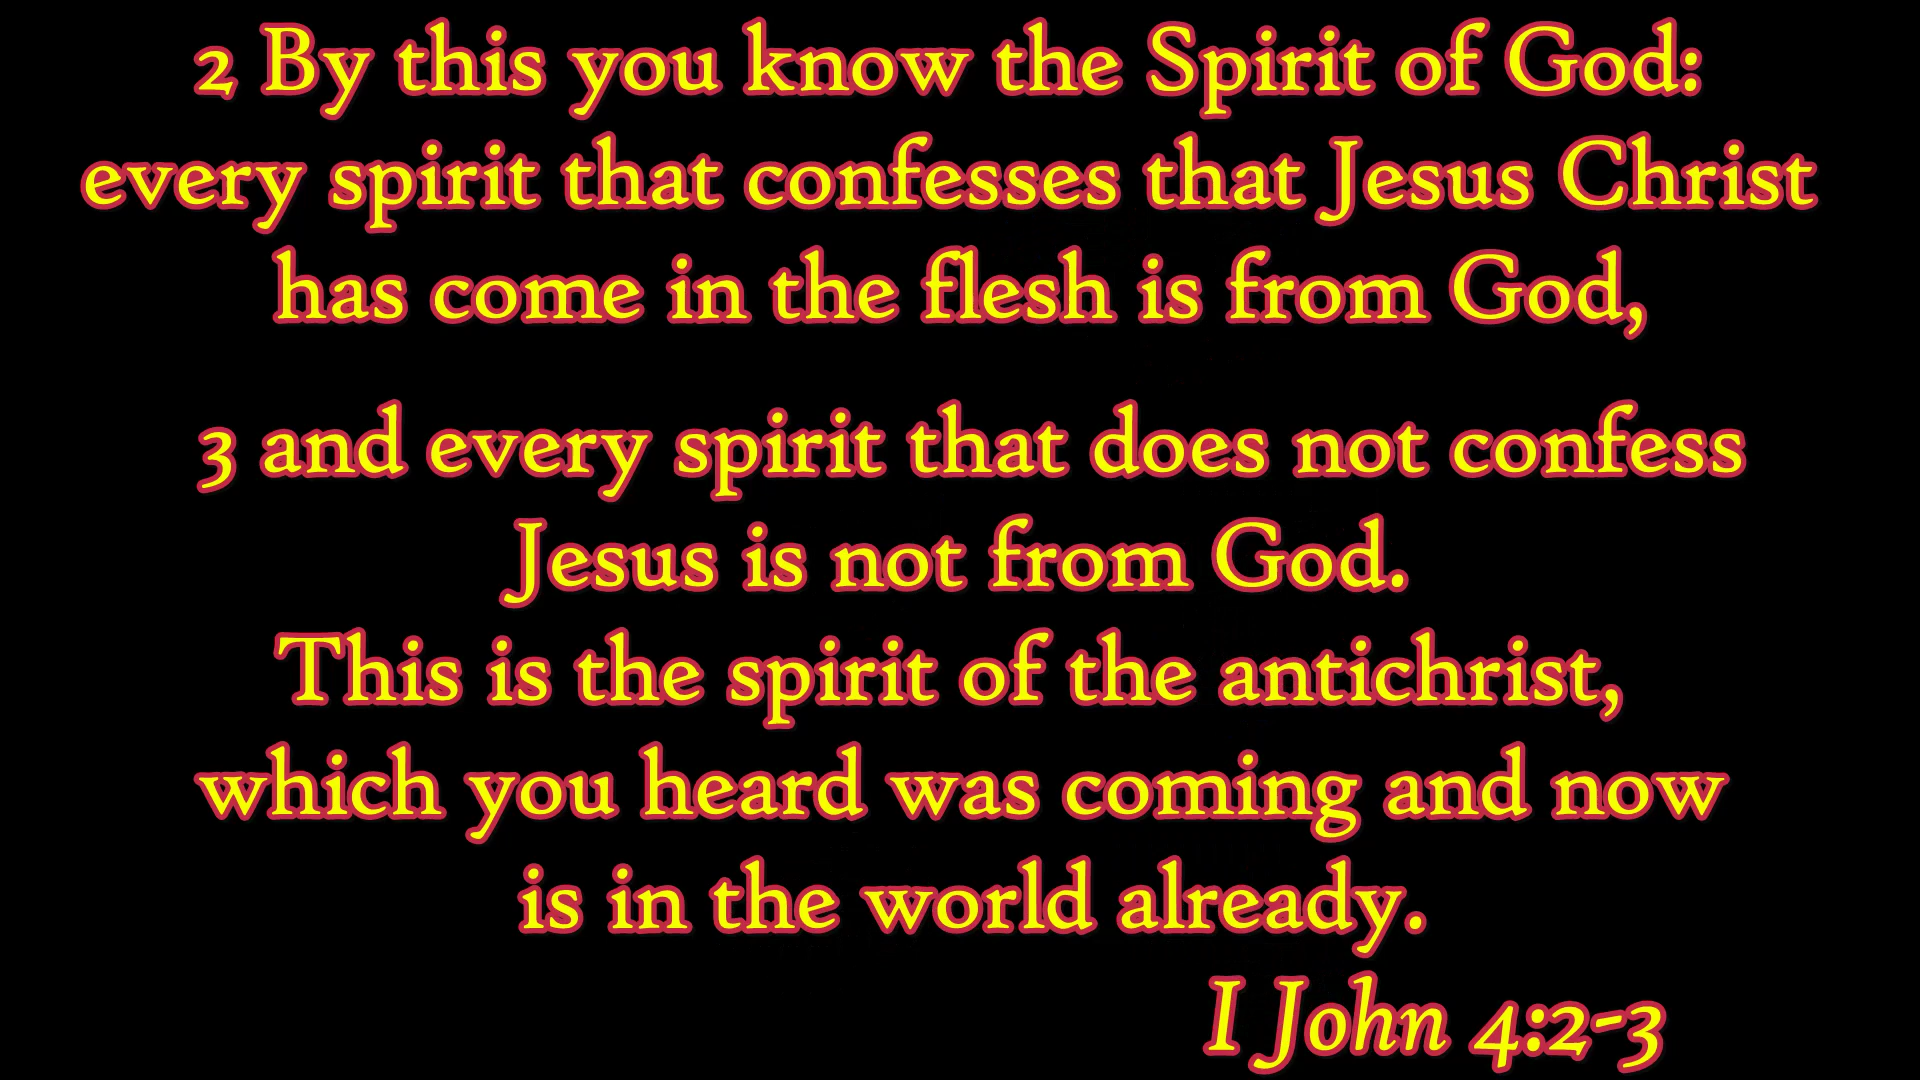 2 By this you know the Spirit of God:
every spirit that confesses that Jesus Christ
has come in the flesh is from God,
3 and every spirit that does not confess
Jesus is not from God.
This is the spirit of the antichrist,
which you heard was coming and now
is in the world already.
I John 4:2-3